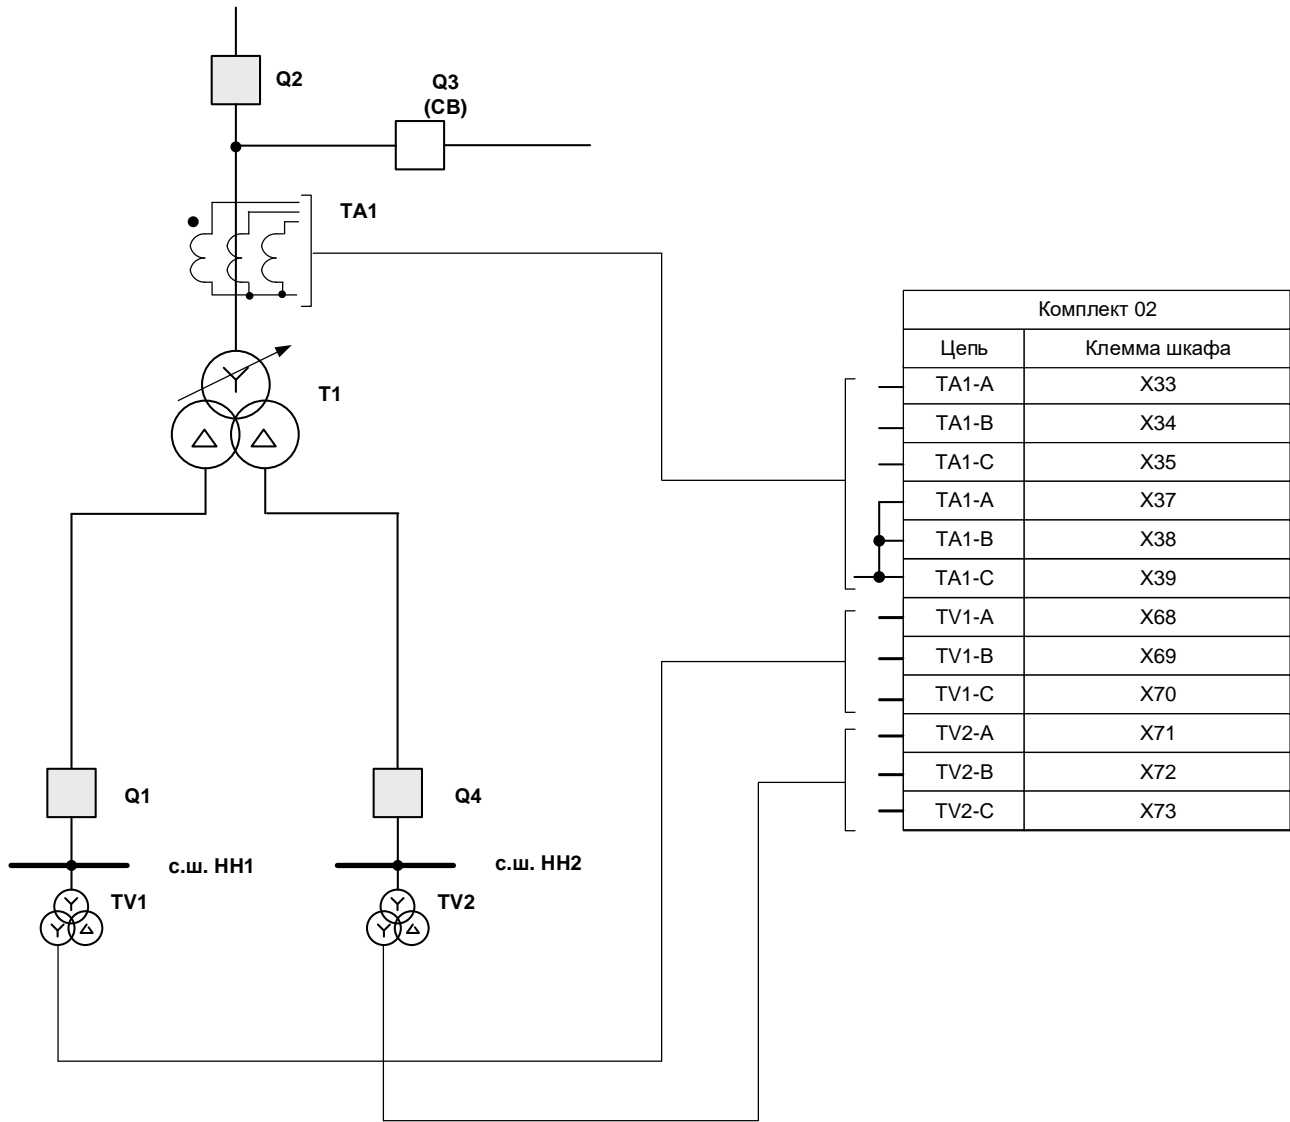 Q2
Q3
(СВ)
TA1
T1
Комплект 02
Цепь Клемма шкафа
TA1-A X33
TA1-B X34
TA1-C X35
TA1-A X37
TA1-B X38
TA1-C X39
TV1-A X68
TV1-B X69
TV1-C X70
TV2-A X71
TV2-B X72
TV2-C X73
Q1
Q4
с.ш. НН1
с.ш. НН2
TV1
TV2